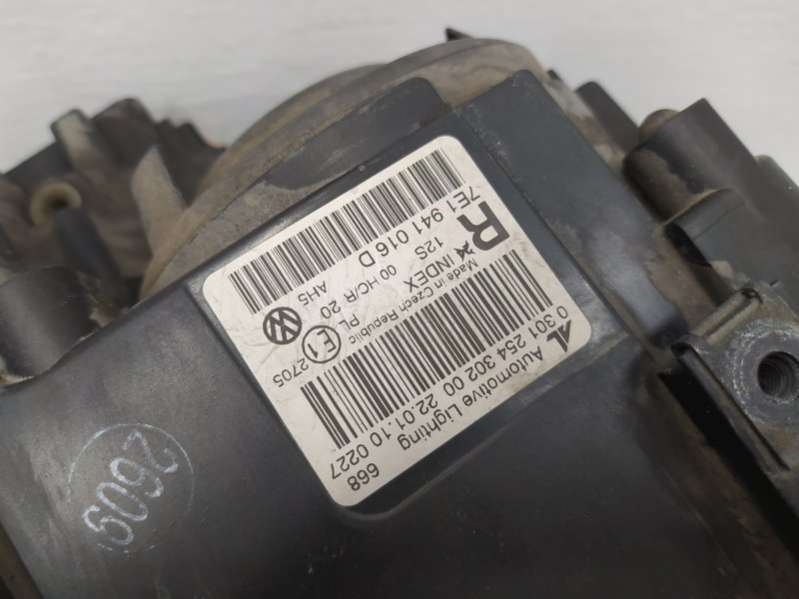 7E1 941 016 D
R
12S 00 HC/R 20 AH5
INDEX PL
Made in Czech Republic
E1
2705
0 301 254 302 00 22.01.10 0227
AL Automotive Lighting 668
2609